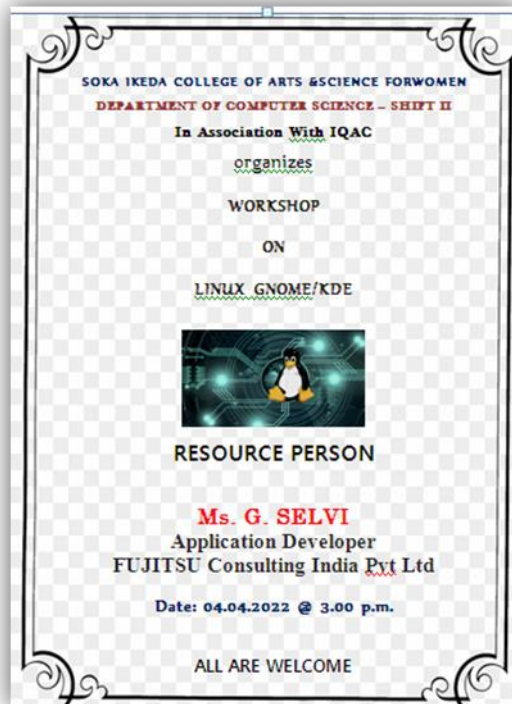 SOKA IKEDA COLLEGE OF ARTS &SCIENCE FORWOMEN
DEPARTMENT OF COMPUTER SCIENCE – SHIFT II
In Association With IQAC
organizes
WORKSHOP
ON
LINUX GNOME/KDE
RESOURCE PERSON
Ms. G. SELVI
Application Developer
FUJITSU Consulting India Pvt Ltd
Date: 04.04.2022 @ 3.00 p.m.
ALL ARE WELCOME